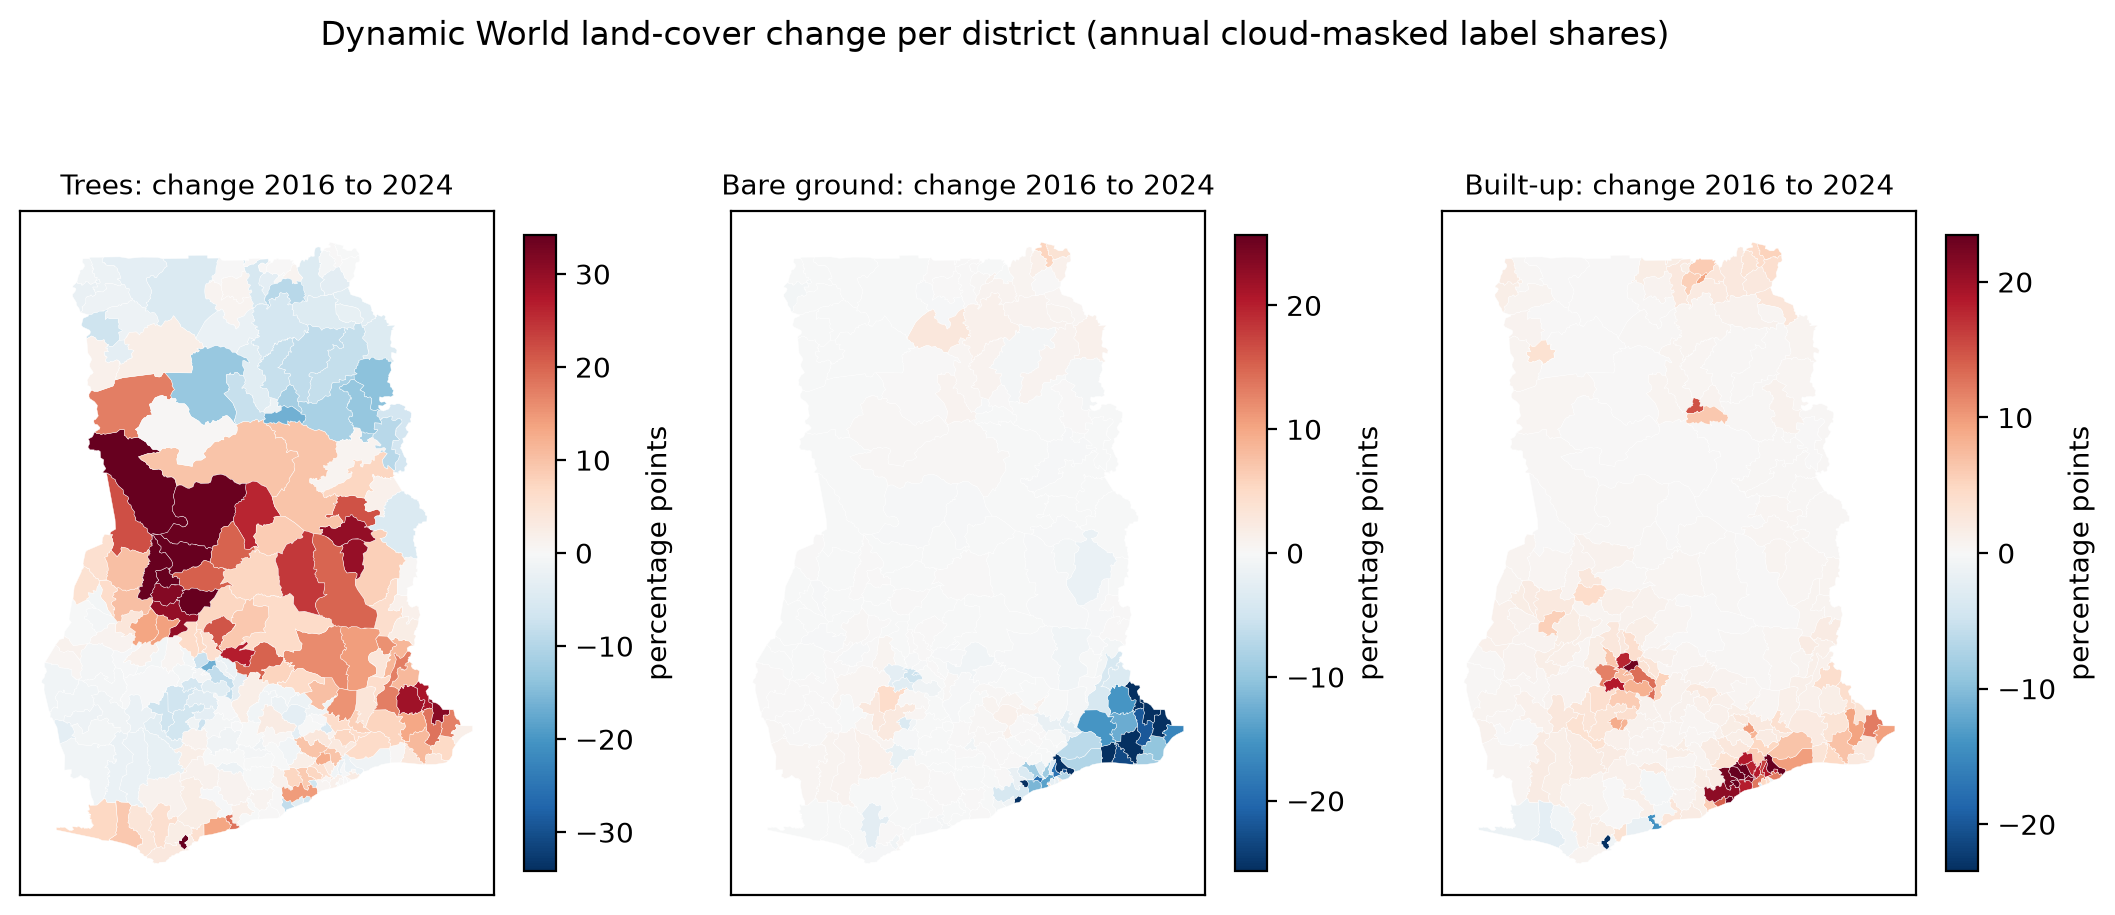 Dynamic World land-cover change per district (annual cloud-masked label shares)
Trees: change 2016 to 2024
30
20
10
0
−10
−20
−30
percentage points
Bare ground: change 2016 to 2024
20
10
0
−10
−20
percentage points
Built-up: change 2016 to 2024
20
10
0
−10
−20
percentage points